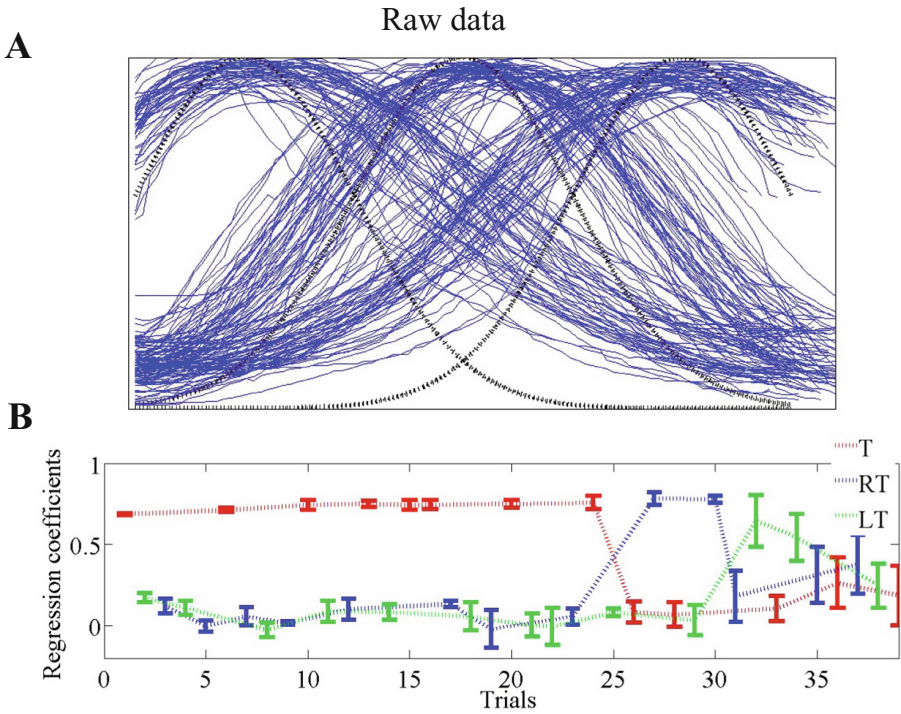 Raw data
A
B
Regression coefficients
1
0.5
0
T
RT
LT
0 5 10 15 20 25 30 35
Trials